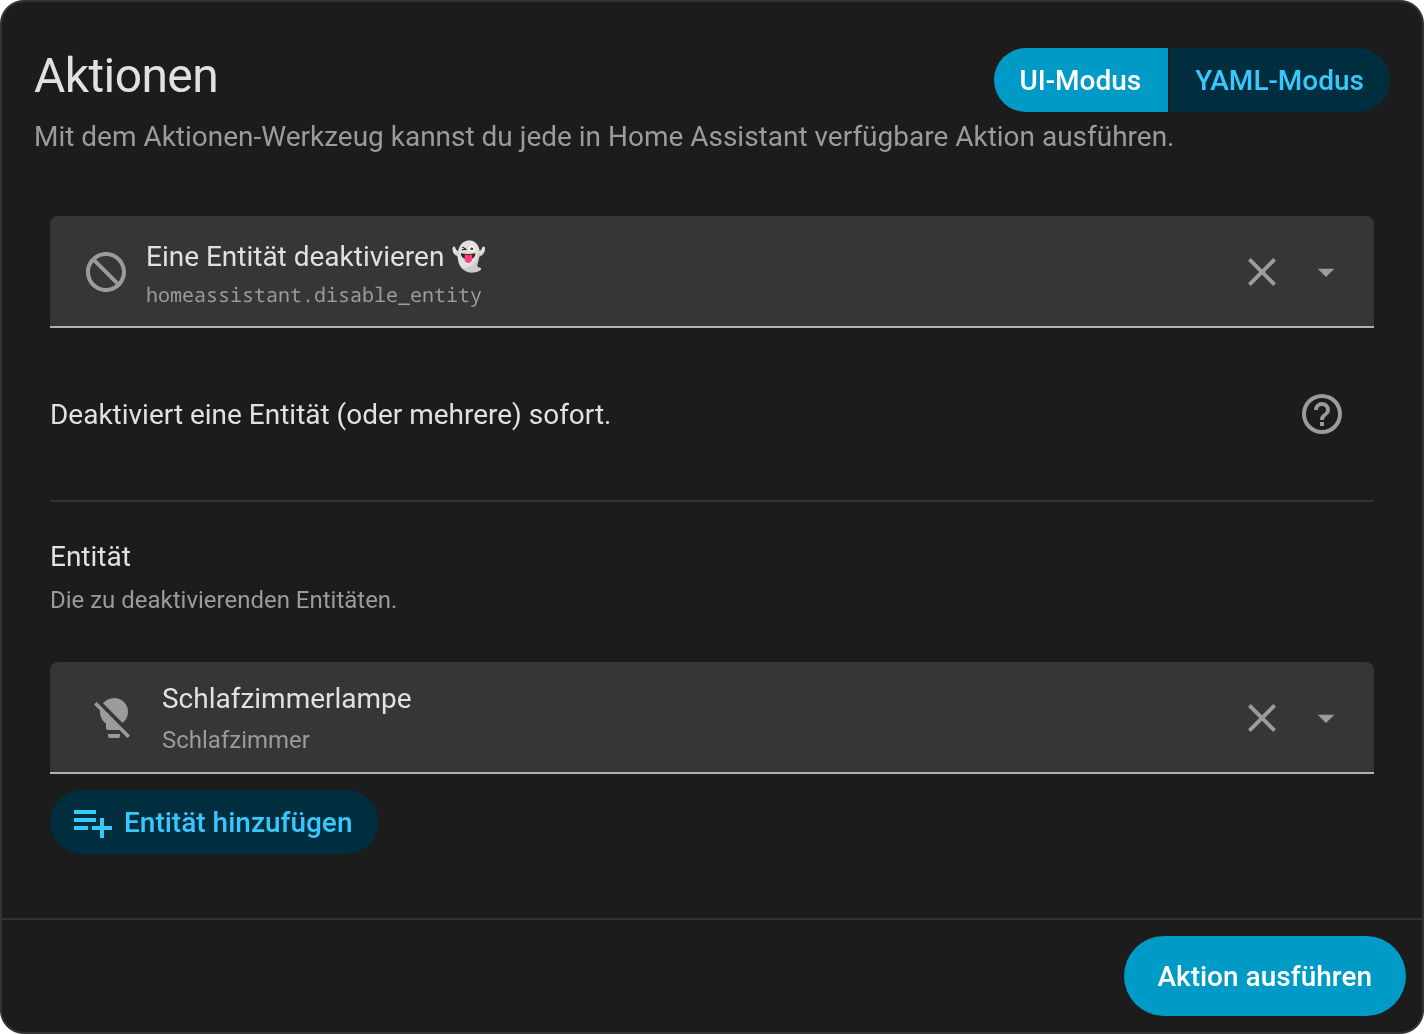 Aktionen
UI-Modus
YAML-Modus
Mit dem Aktionen-Werkzeug kannst du jede in Home Assistant verfügbare Aktion ausführen.
Eine Entität deaktivieren 👻
homeassistant.disable_entity
Deaktiviert eine Entität (oder mehrere) sofort.
Entität
Die zu deaktivierenden Entitäten.
Schlafzimmerlampe
Schlafzimmer
Entität hinzufügen
Aktion ausführen